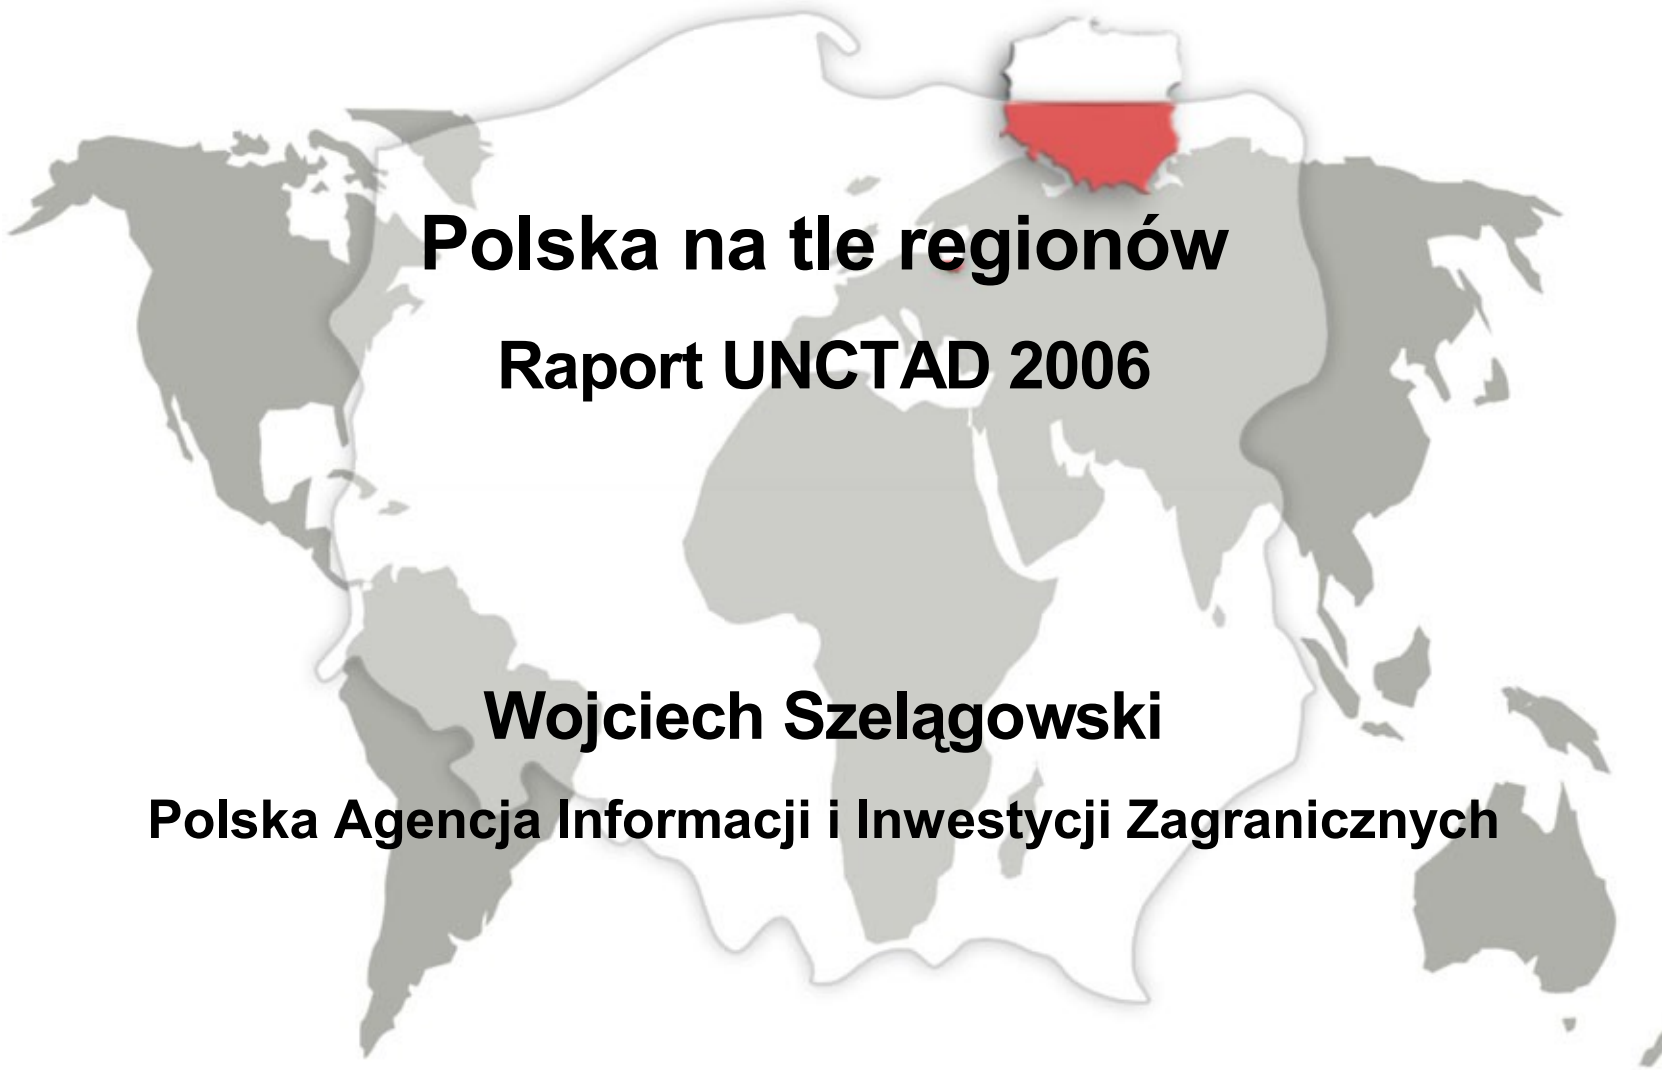 Polska na tle regionów
Raport UNCTAD 2006
Wojciech Szelągowski
Polska Agencja Informacji i Inwestycji Zagranicznych